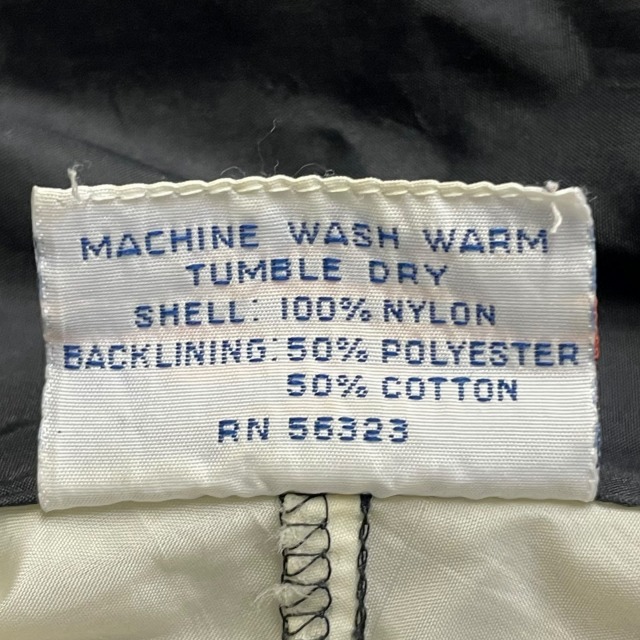 MACHINE WASH WARM
TUMBLE DRY
SHELL: 100% NYLON
BACKLINING: 50% POLYESTER
50% COTTON
RN 56323